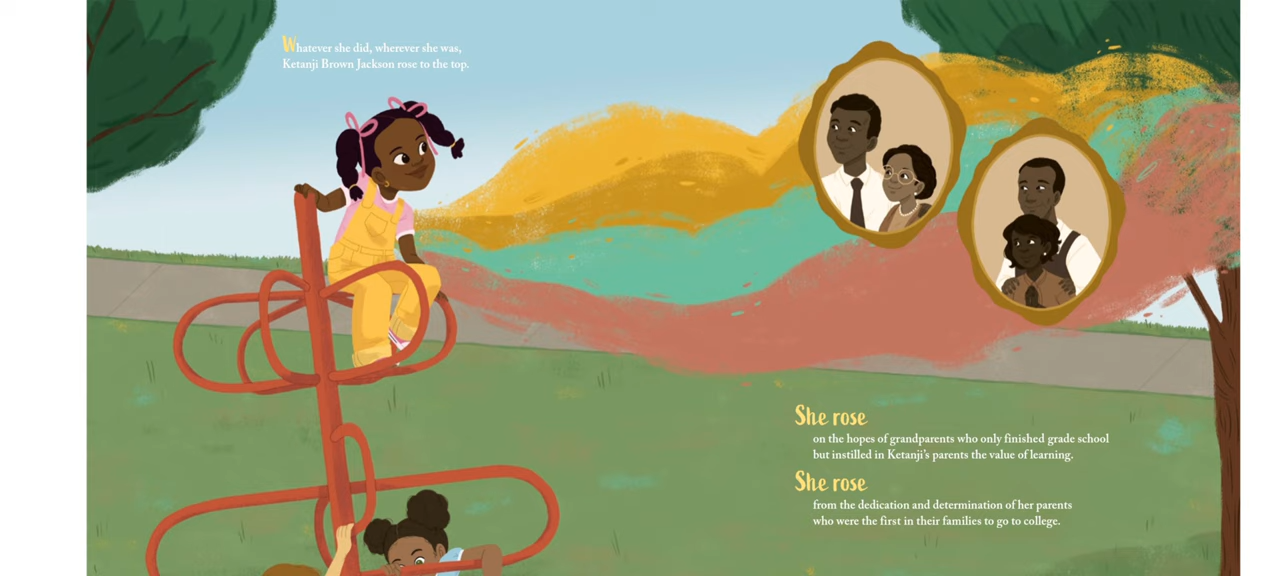 Whatever she did, wherever she was,
Ketanji Brown Jackson rose to the top.
She rose
on the hopes of grandparents who only finished grade school
but instilled in Ketanji’s parents the value of learning.
She rose
from the dedication and determination of her parents
who were the first in their families to go to college.